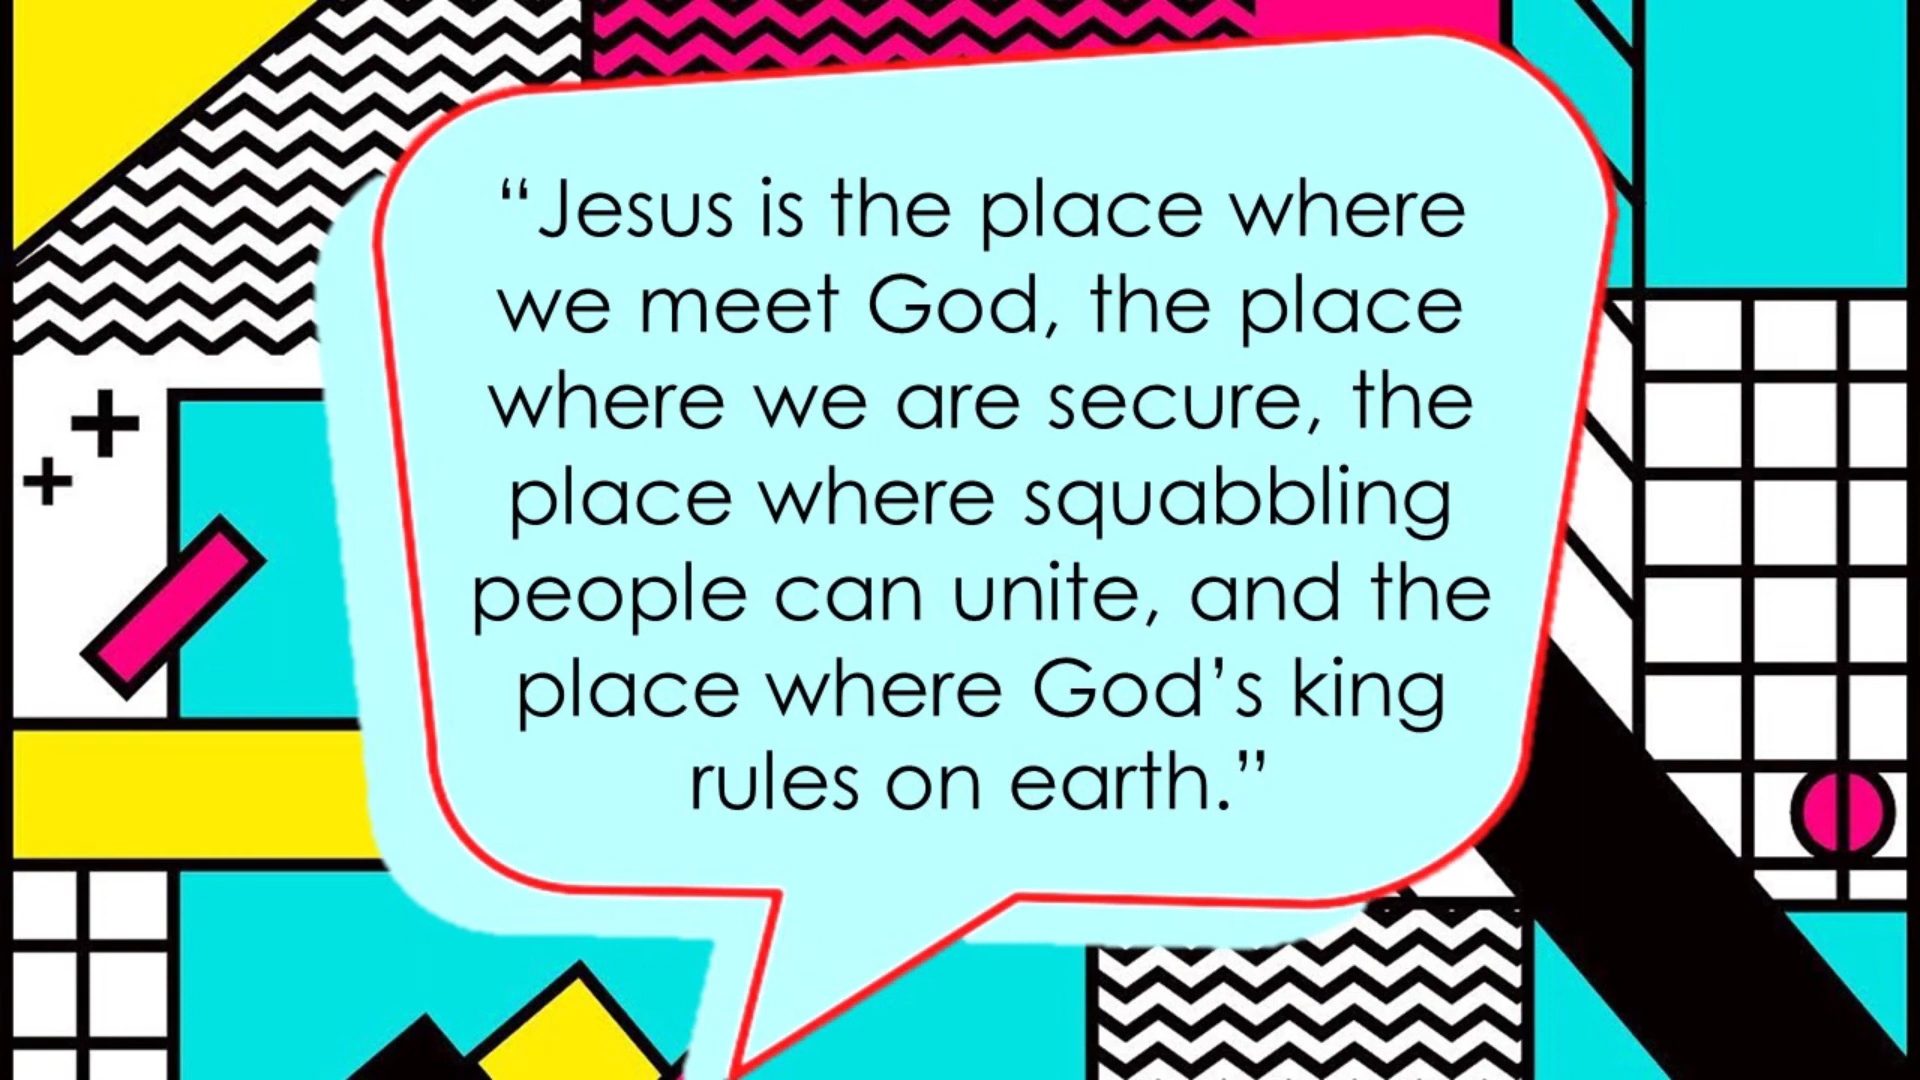 “Jesus is the place where
we meet God, the place
where we are secure, the
place where squabbling
people can unite, and the
place where God’s king
rules on earth.”